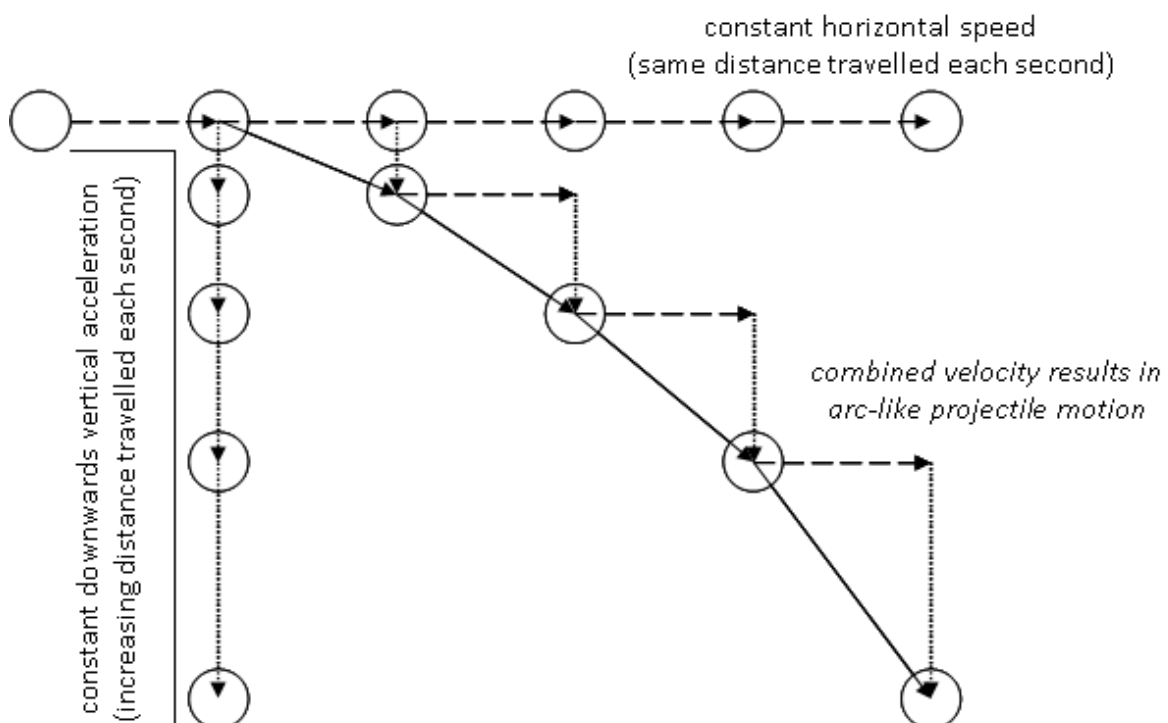 constant horizontal speed
(same distance travelled each second)
constant downwards vertical acceleration
(increasing distance travelled each second)
combined velocity results in
arc-like projectile motion